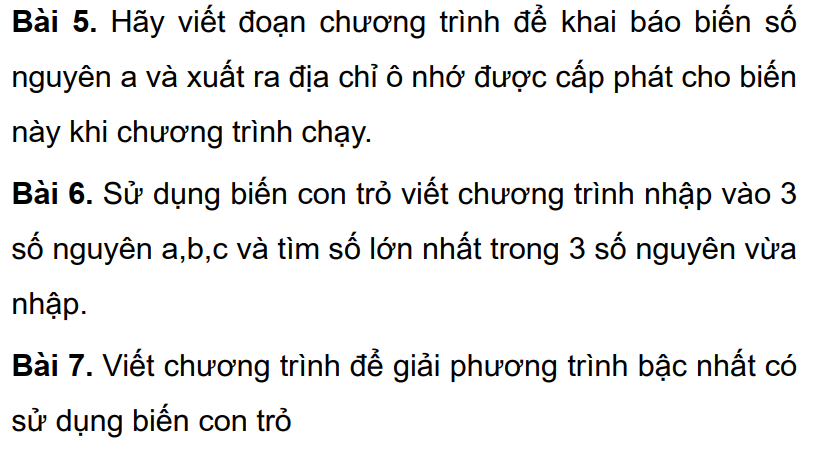 Bài 5. Hãy viết đoạn chương trình để khai báo biến số
nguyên a và xuất ra địa chỉ ô nhớ được cấp phát cho biến
này khi chương trình chạy.
Bài 6. Sử dụng biến con trỏ viết chương trình nhập vào 3
số nguyên a,b,c và tìm số lớn nhất trong 3 số nguyên vừa
nhập.
Bài 7. Viết chương trình để giải phương trình bậc nhất có
sử dụng biến con trỏ